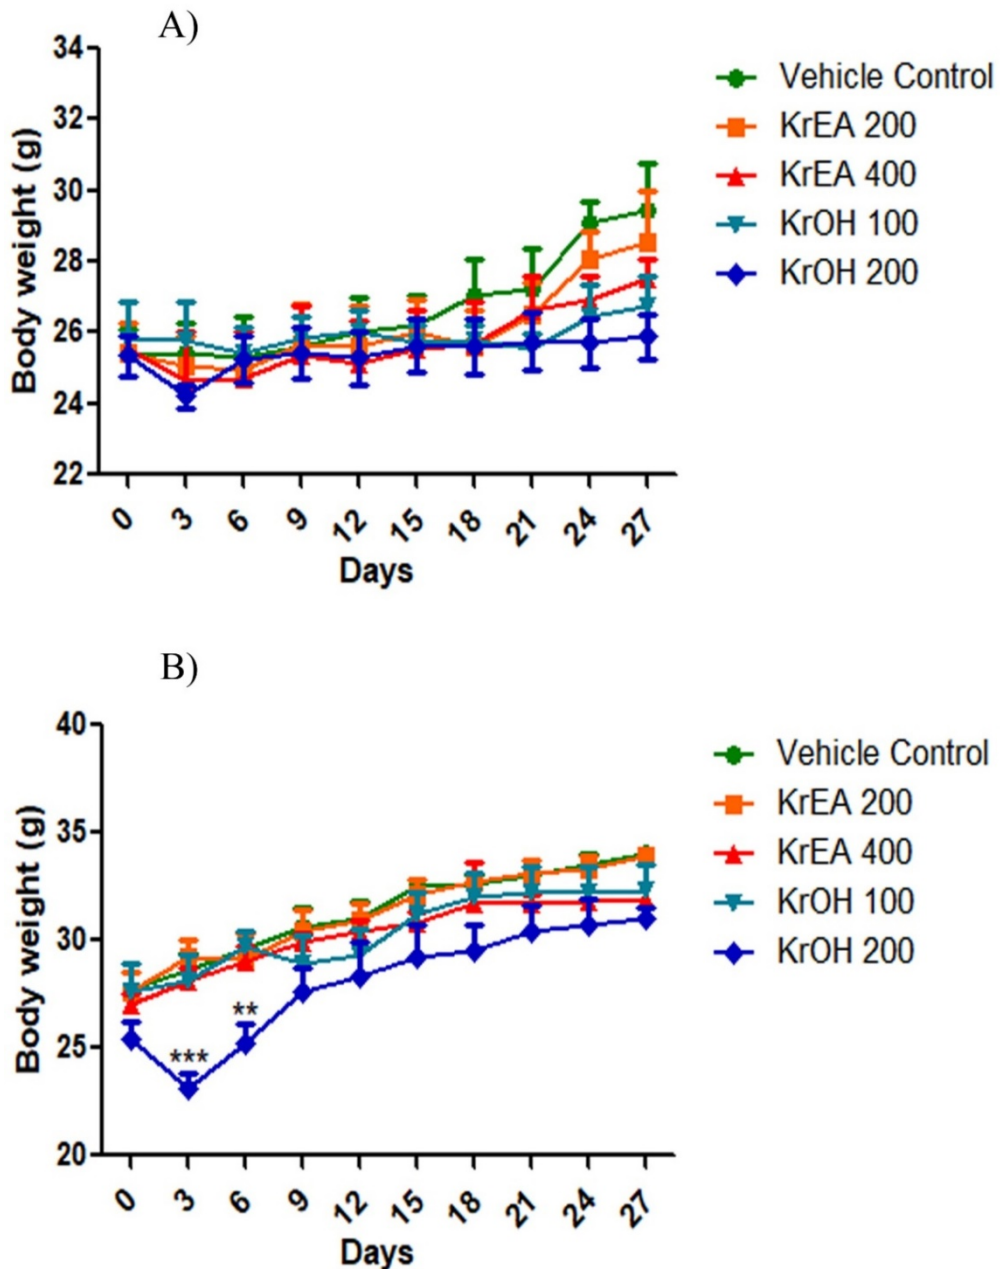 A)
34
32
30
28
26
24
22
Body weight (g)
0 3 6 9 12 15 18 21 24 27
Days
Vehicle Control
KrEA 200
KrEA 400
KrOH 100
KrOH 200
B)
40
35
30
25
20
Body weight (g)
***
**
0 3 6 9 12 15 18 21 24 27
Days
Vehicle Control
KrEA 200
KrEA 400
KrOH 100
KrOH 200